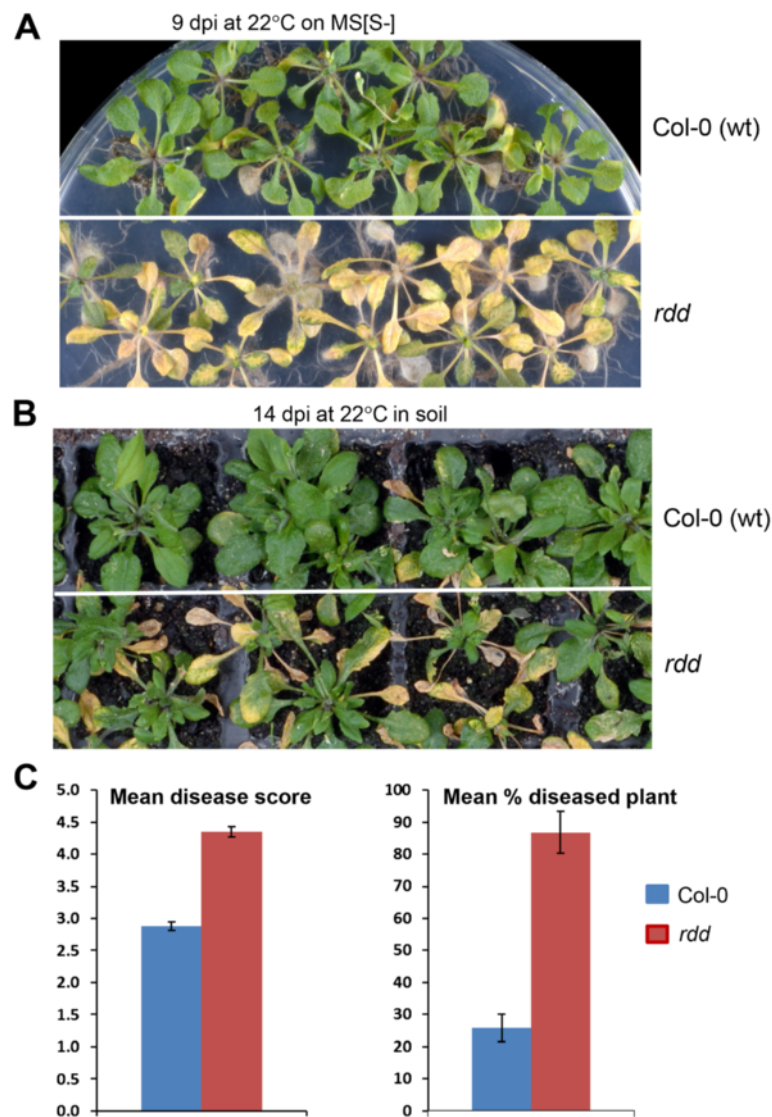 A
9 dpi at 22°C on MS[S-]
Col-0 (wt)
rdd
B
14 dpi at 22°C in soil
Col-0 (wt)
rdd
C
Mean disease score
5.0
4.5
4.0
3.5
3.0
2.5
2.0
1.5
1.0
0.5
0.0
Mean % diseased plant
100
90
80
70
60
50
40
30
20
10
0
Col-0
rdd